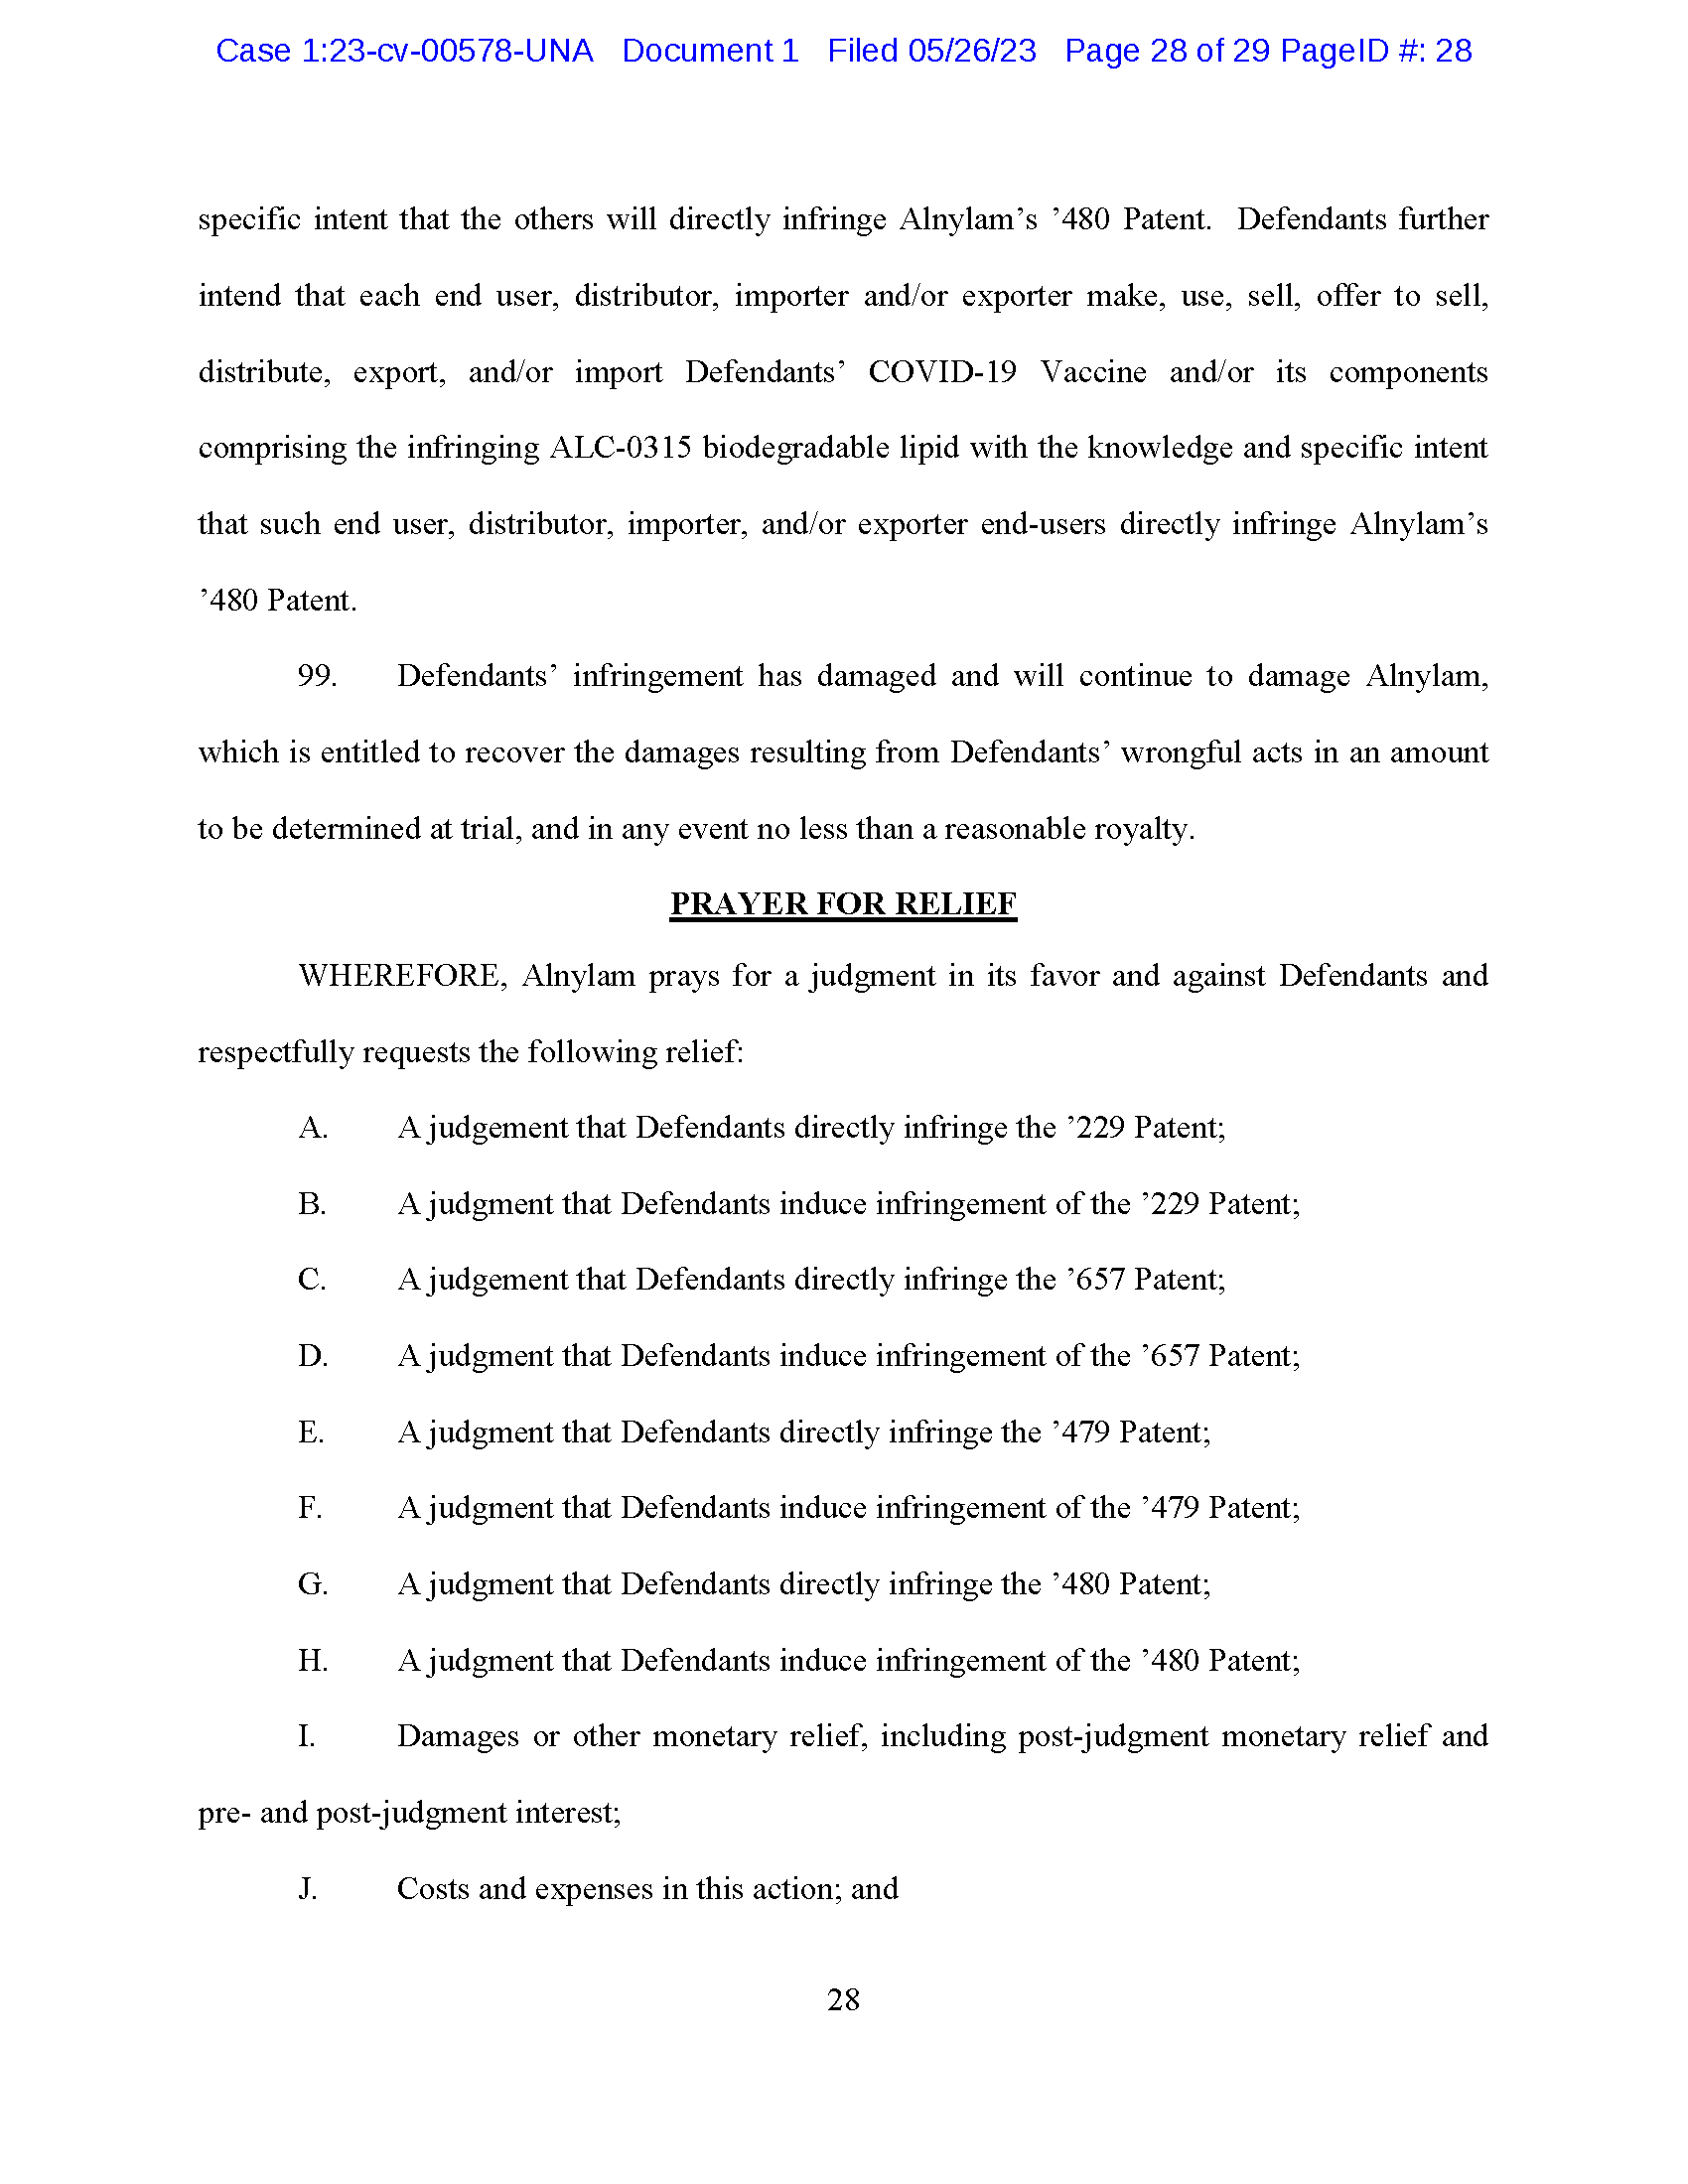 Case 1:23-cv-00578-UNA Document 1 Filed 05/26/23 Page 28 of 29 PageID #: 28
specific intent that the others will directly infringe Alnylam’s ’480 Patent. Defendants further
intend that each end user, distributor, importer and/or exporter make, use, sell, offer to sell,
distribute, export, and/or import Defendants’ COVID-19 Vaccine and/or its components
comprising the infringing ALC-0315 biodegradable lipid with the knowledge and specific intent
that such end user, distributor, importer, and/or exporter end-users directly infringe Alnylam’s
’480 Patent.
99. Defendants’ infringement has damaged and will continue to damage Alnylam,
which is entitled to recover the damages resulting from Defendants’ wrongful acts in an amount
to be determined at trial, and in any event no less than a reasonable royalty.
PRAYER FOR RELIEF
WHEREFORE, Alnylam prays for a judgment in its favor and against Defendants and
respectfully requests the following relief:
A. A judgement that Defendants directly infringe the ’229 Patent;
B. A judgment that Defendants induce infringement of the ’229 Patent;
C. A judgement that Defendants directly infringe the ’657 Patent;
D. A judgment that Defendants induce infringement of the ’657 Patent;
E. A judgment that Defendants directly infringe the ’479 Patent;
F. A judgment that Defendants induce infringement of the ’479 Patent;
G. A judgment that Defendants directly infringe the ’480 Patent;
H. A judgment that Defendants induce infringement of the ’480 Patent;
I. Damages or other monetary relief, including post-judgment monetary relief and
pre- and post-judgment interest;
J. Costs and expenses in this action; and
28